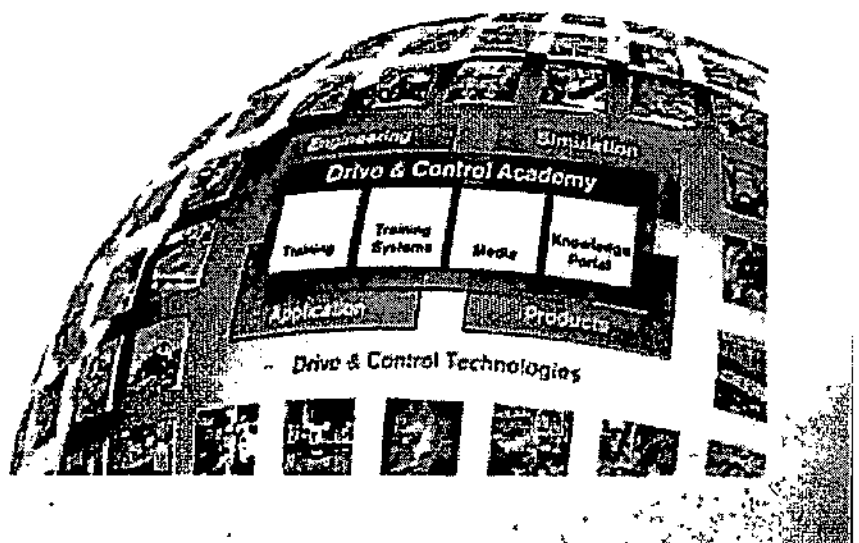 Engineering
Simulation
Drive & Control Academy
Training
Training
Systems
Media
Knowledge
Portal
Application
Products
Drive & Control Technologies